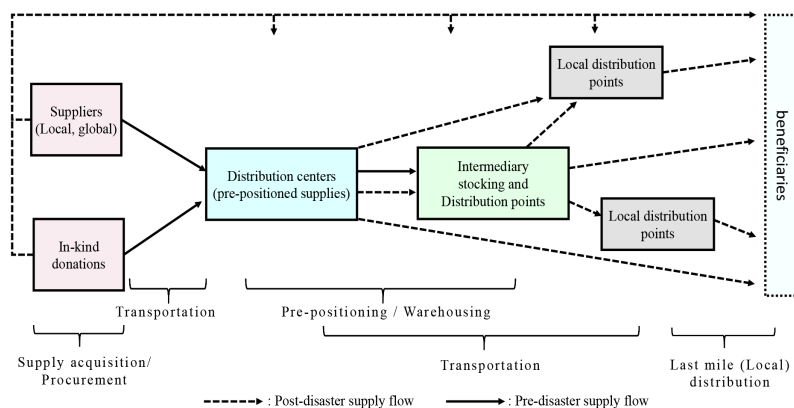 Suppliers
(Local, global)
In-kind
donations
Distribution centers
(pre-positioned supplies)
Intermediary
stocking and
Distribution points
Local distribution
points
Local distribution
points
beneficiaries
Transportation
Pre-positioning / Warehousing
Supply acquisition/
Procurement
Transportation
Last mile (Local)
distribution
: Post-disaster supply flow
: Pre-disaster supply flow